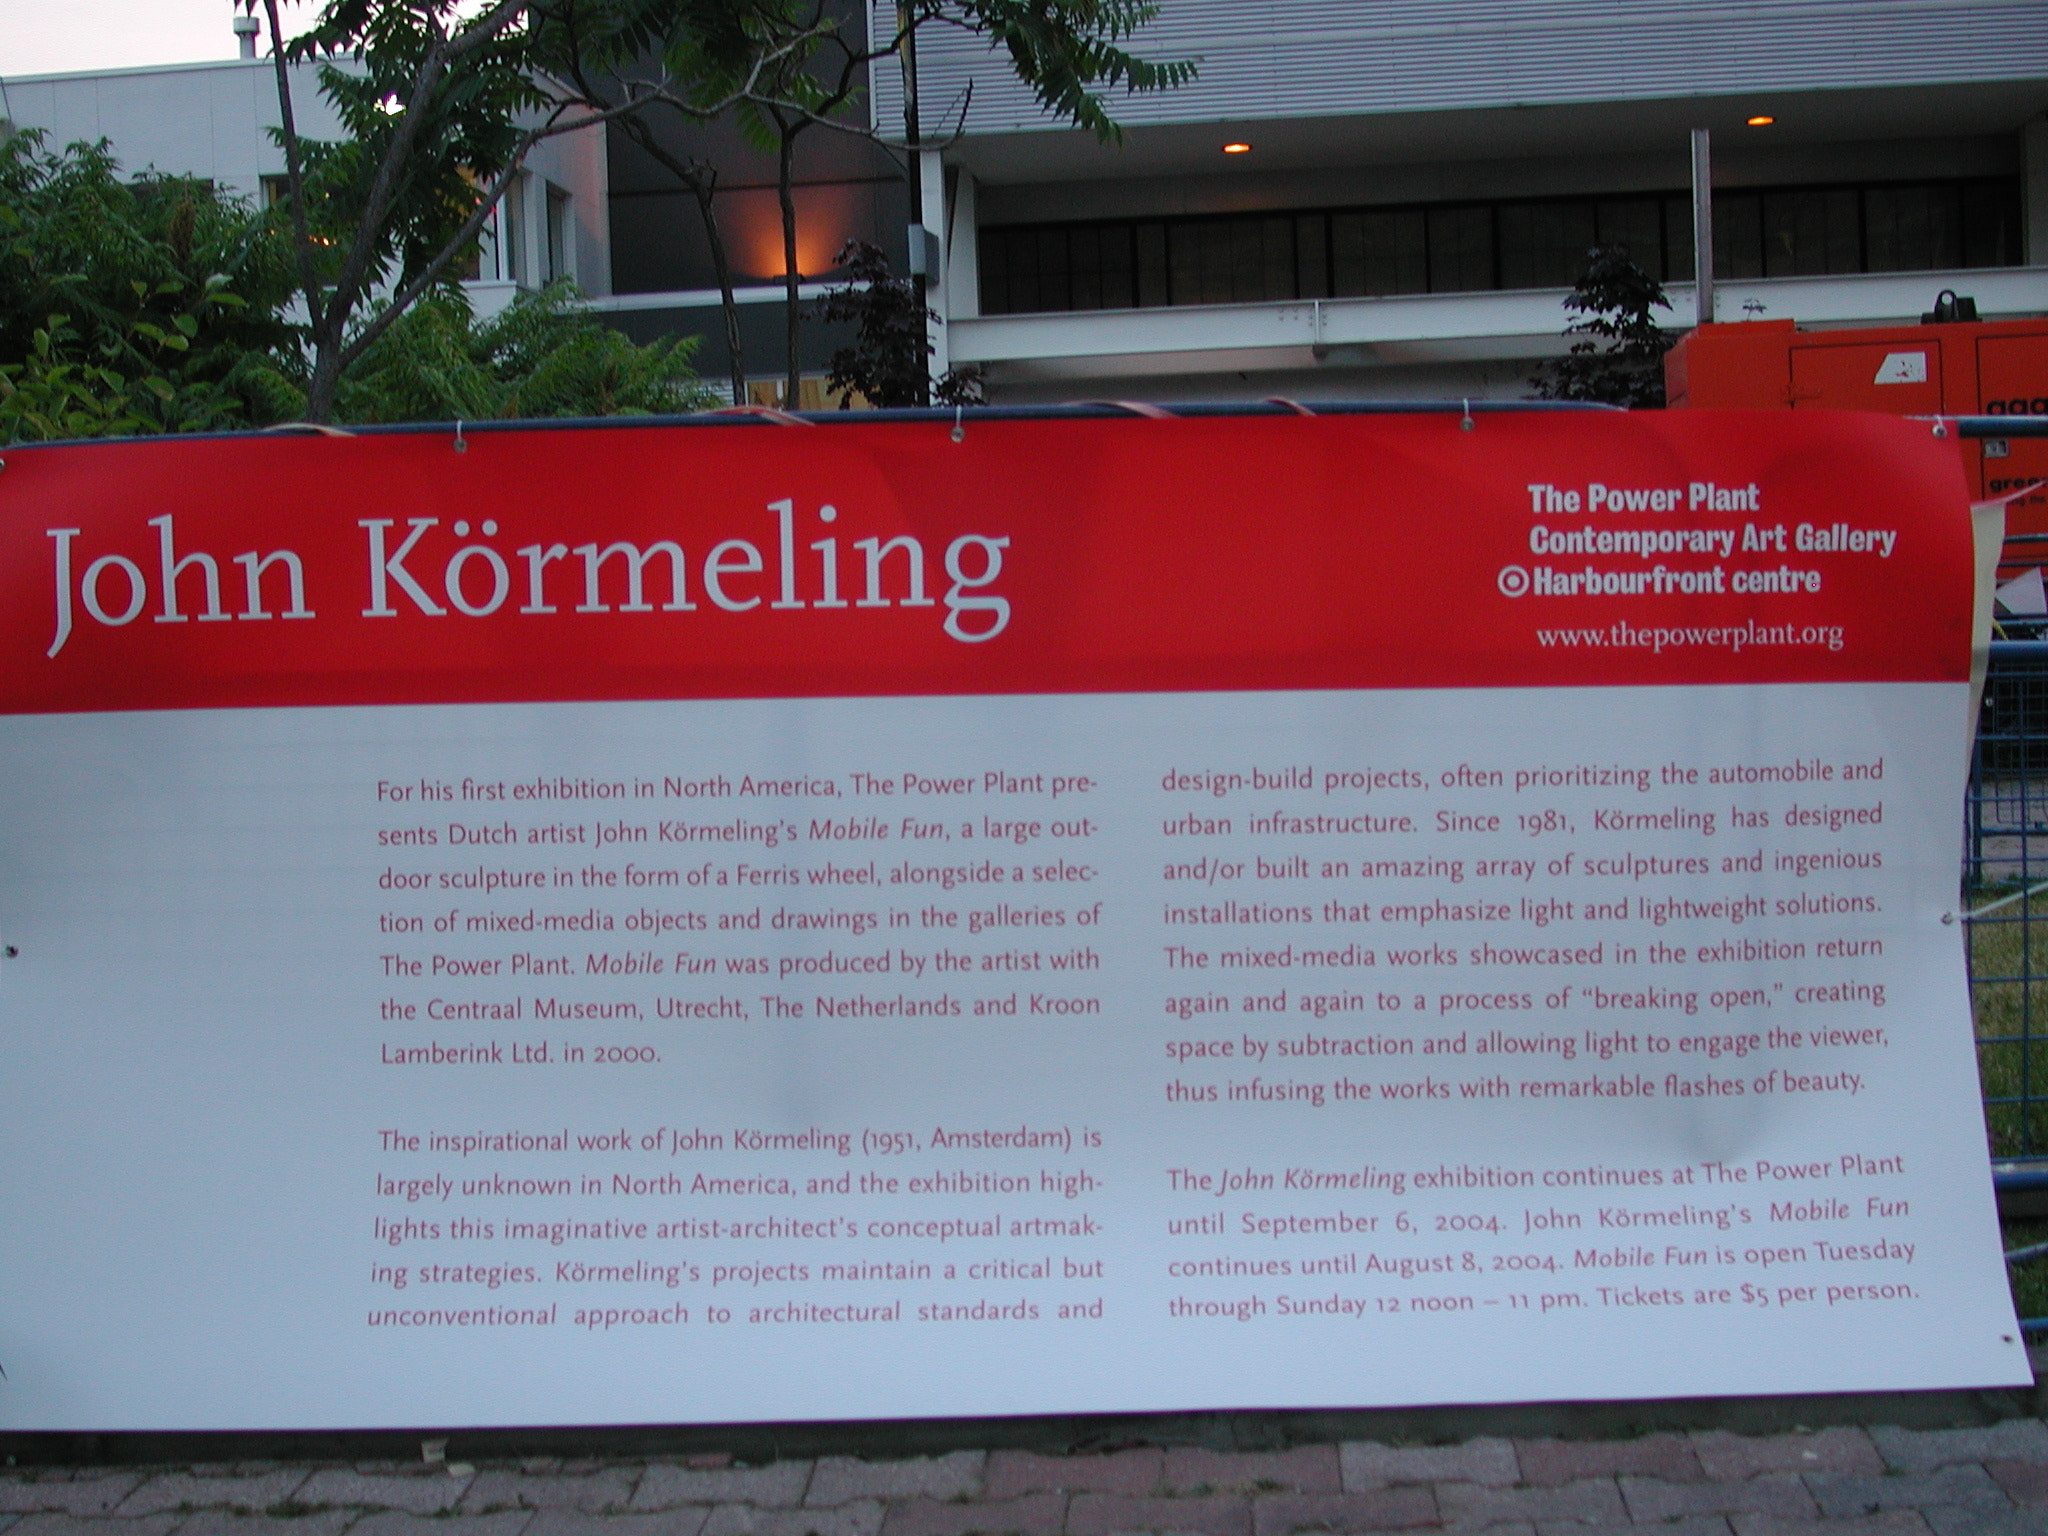 John Körmeling
The Power Plant
Contemporary Art Gallery
Harbourfront centre
www.thepowerplant.org
For his first exhibition in North America, The Power Plant pre-
sents Dutch artist John Körmeling's Mobile Fun, a large out-
door sculpture in the form of a Ferris wheel, alongside a selec-
tion of mixed-media objects and drawings in the galleries of
The Power Plant. Mobile Fun was produced by the artist with
the Centraal Museum, Utrecht, The Netherlands and Kroon
Lamberink Ltd. in 2000.
The inspirational work of John Körmeling (1951, Amsterdam) is
largely unknown in North America, and the exhibition high-
lights this imaginative artist-architect's conceptual artmak-
ing strategies. Körmeling's projects maintain a critical but
unconventional approach to architectural standards and
design-build projects, often prioritizing the automobile and
urban infrastructure. Since 1981, Körmeling has designed
and/or built an amazing array of sculptures and ingenious
installations that emphasize light and lightweight solutions.
The mixed-media works showcased in the exhibition return
again and again to a process of “breaking open,” creating
space by subtraction and allowing light to engage the viewer,
thus infusing the works with remarkable flashes of beauty.
The John Körmeling exhibition continues at The Power Plant
until September 6, 2004. John Körmeling's Mobile Fun
continues until August 8, 2004. Mobile Fun is open Tuesday
through Sunday 12 noon – 11 pm. Tickets are $5 per person.